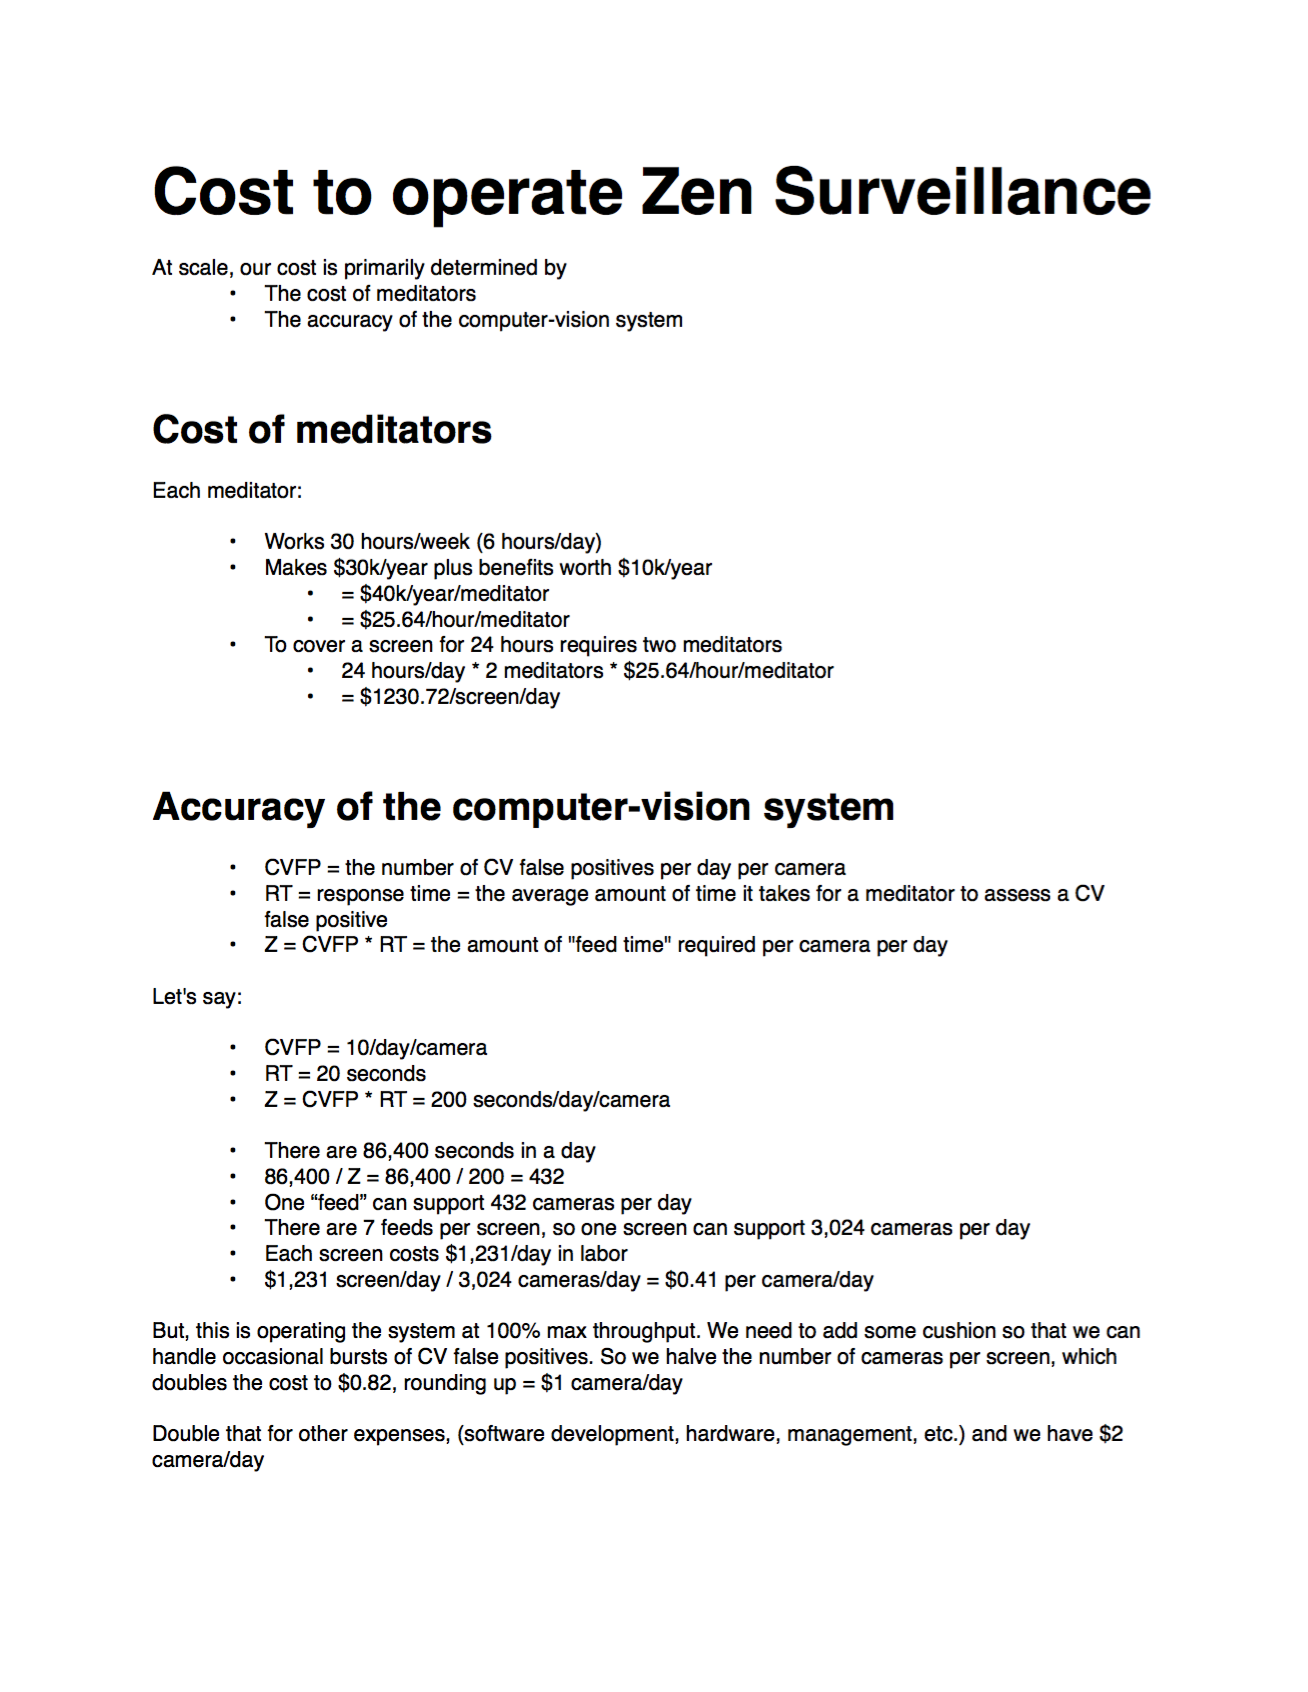 Cost to operate Zen Surveillance
At scale, our cost is primarily determined by
• The cost of meditators
• The accuracy of the computer-vision system
Cost of meditators
Each meditator:
• Works 30 hours/week (6 hours/day)
• Makes $30k/year plus benefits worth $10k/year
• = $40k/year/meditator
• = $25.64/hour/meditator
• To cover a screen for 24 hours requires two meditators
• 24 hours/day * 2 meditators * $25.64/hour/meditator
• = $1230.72/screen/day
Accuracy of the computer-vision system
• CVFP = the number of CV false positives per day per camera
• RT = response time = the average amount of time it takes for a meditator to assess a CV
false positive
• Z = CVFP * RT = the amount of "feed time" required per camera per day
Let's say:
• CVFP = 10/day/camera
• RT = 20 seconds
• Z = CVFP * RT = 200 seconds/day/camera
• There are 86,400 seconds in a day
• 86,400 / Z = 86,400 / 200 = 432
• One “feed” can support 432 cameras per day
• There are 7 feeds per screen, so one screen can support 3,024 cameras per day
• Each screen costs $1,231/day in labor
• $1,231 screen/day / 3,024 cameras/day = $0.41 per camera/day
But, this is operating the system at 100% max throughput. We need to add some cushion so that we can
handle occasional bursts of CV false positives. So we halve the number of cameras per screen, which
doubles the cost to $0.82, rounding up = $1 camera/day
Double that for other expenses, (software development, hardware, management, etc.) and we have $2
camera/day